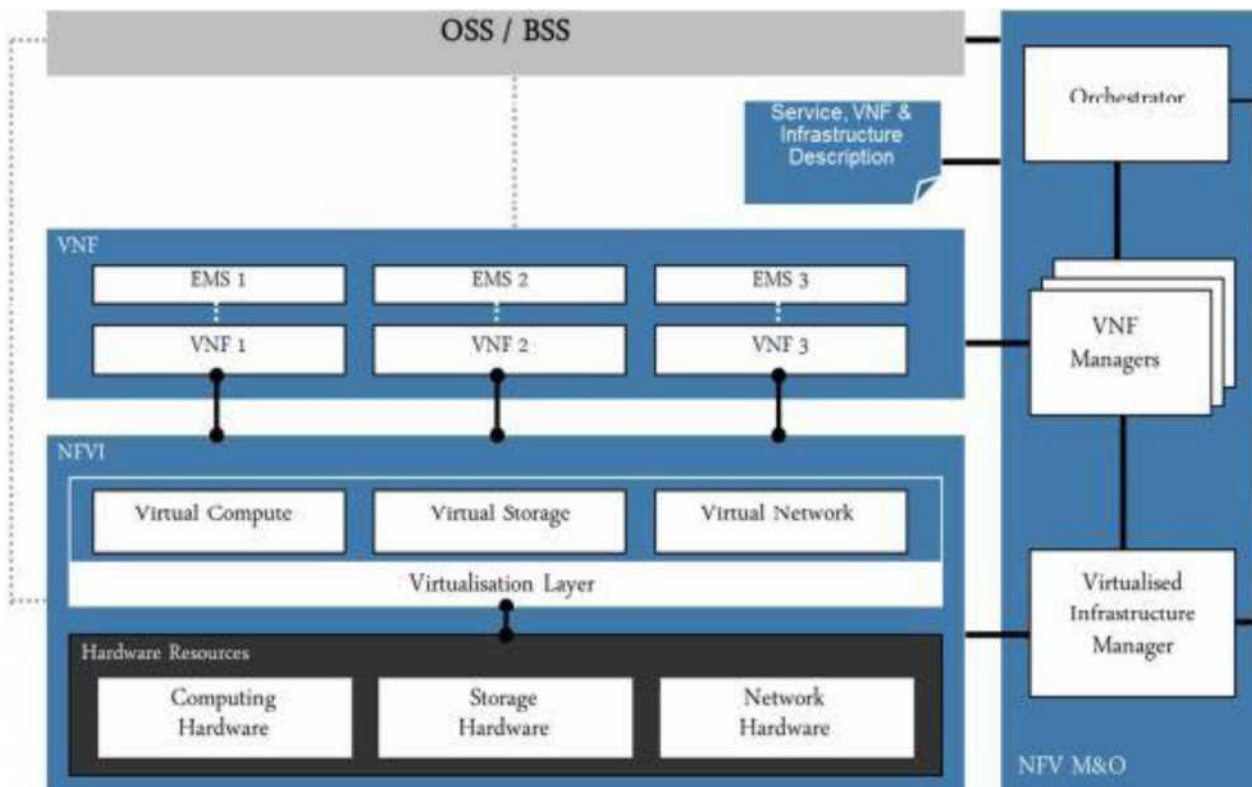 OSS / BSS
Orchestrator
Service, VNF &
Infrastructure
Description
VNF
EMS 1
EMS 2
EMS 3
VNF 1
VNF 2
VNF 3
VNF
Managers
NFVI
Virtual Compute
Virtual Storage
Virtual Network
Virtualisation Layer
Virtualised
Infrastructure
Manager
Hardware Resources
Computing
Hardware
Storage
Hardware
Network
Hardware
NFV M&O